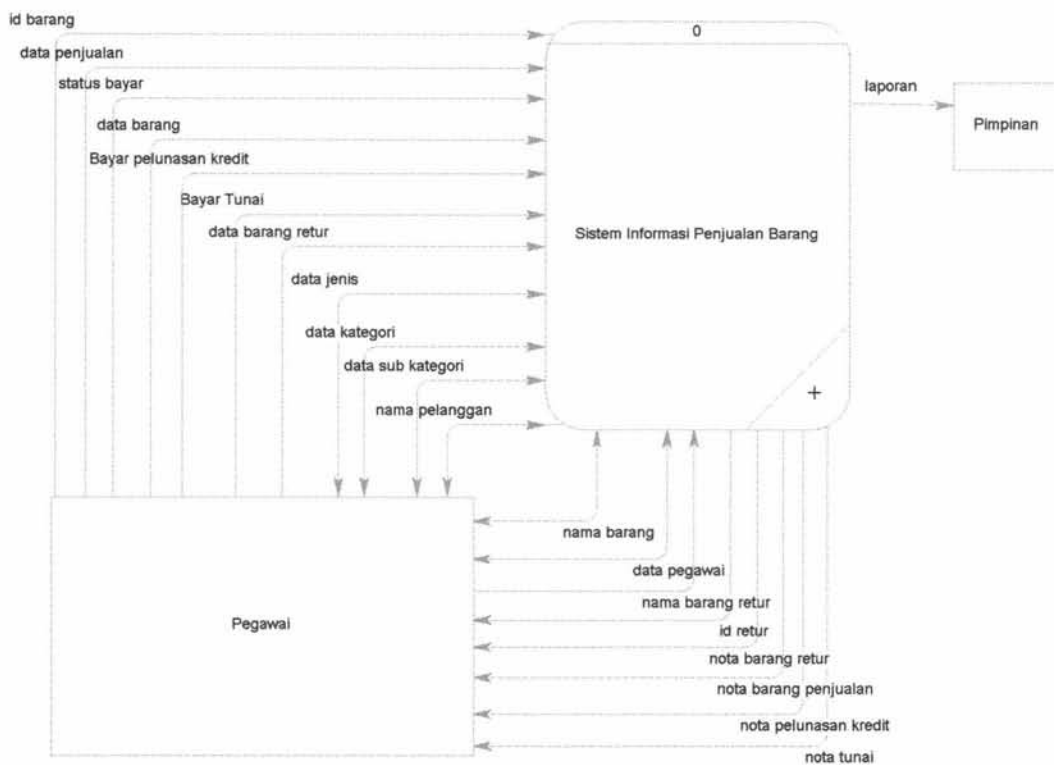 id barang
0
data penjualan
status bayar
laporan
data barang
Pimpinan
Bayar pelunasan kredit
Bayar Tunai
data barang retur
Sistem Informasi Penjualan Barang
data jenis
data kategori
data sub kategori
+
nama pelanggan
nama barang
data pegawai
nama barang retur
Pegawai
id retur
nota barang retur
nota barang penjualan
nota pelunasan kredit
nota tunai